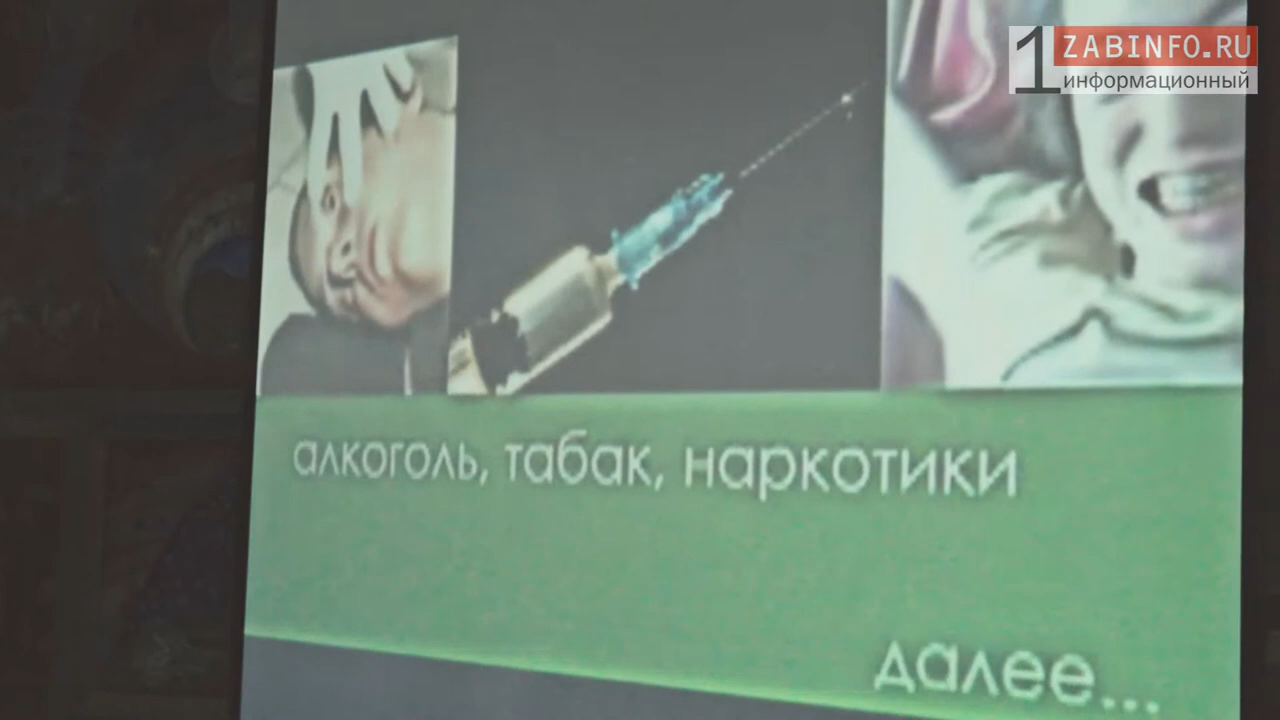 1 ZABINFO.RU
информационный
алкоголь, табак, наркотики
далее...